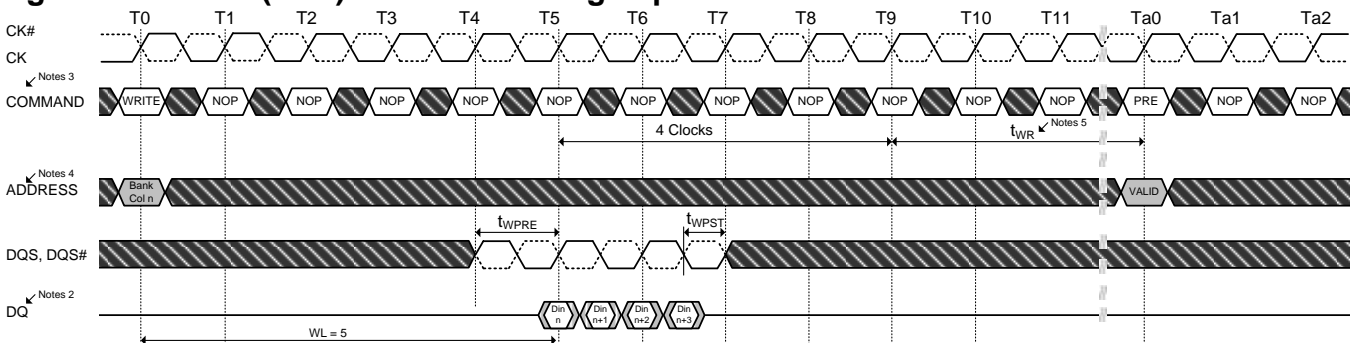 T0 T1 T2 T3 T4 T5 T6 T7 T8 T9 T10 T11 Ta0 Ta1 Ta2
CK#
CK
Notes 3
COMMAND WRITE NOP NOP NOP NOP NOP NOP NOP NOP NOP NOP NOP PRE NOP NOP
4 Clocks tWR Notes 5
Notes 4
ADDRESS Bank Col n VALID
tWPRE tWPST
DQS, DQS#
Notes 2
DQ Din n Din n+1 Din n+2 Din n+3
WL = 5